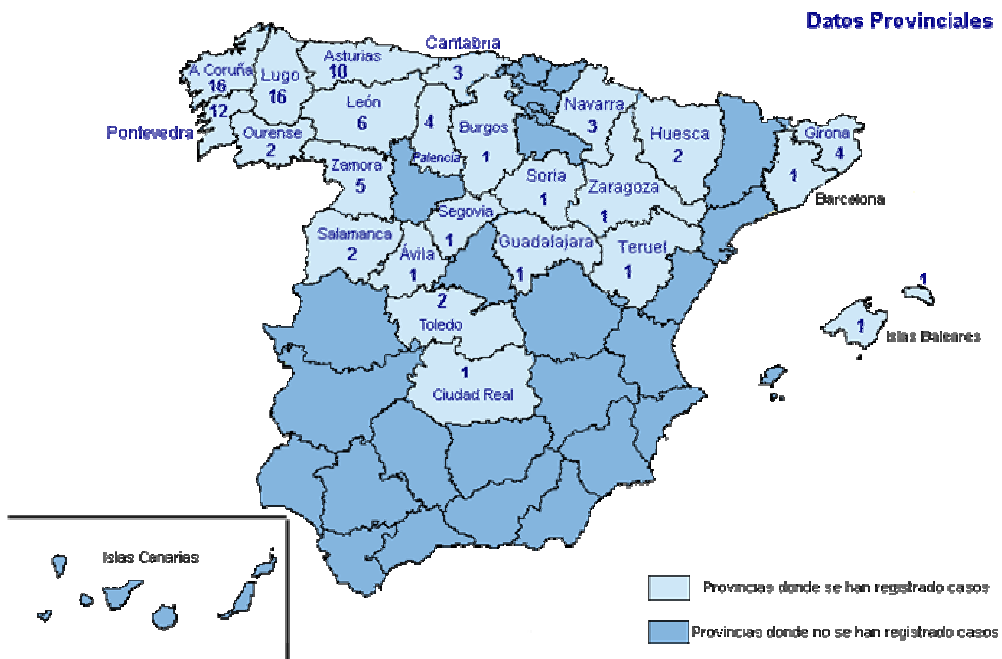 Datos Provinciales
Cantabria
3
Asturias
10
A Coruña
16
Lugo
16
León
6
4
Palencia
Burgos
1
Navarra
3
Huesca
2
Girona
4
1
Barcelona
12
Pontevedra
Ourense
2
Zamora
5
Soria
1
Zaragoza
1
Segovia
1
Salamanca
2
Ávila
1
Guadalajara
1
Teruel
1
2
Toledo
1
Ciudad Real
1
1
Islas Baleares
Islas Canarias
Provincias donde se han registrado casos
Provincias donde no se han registrado casos